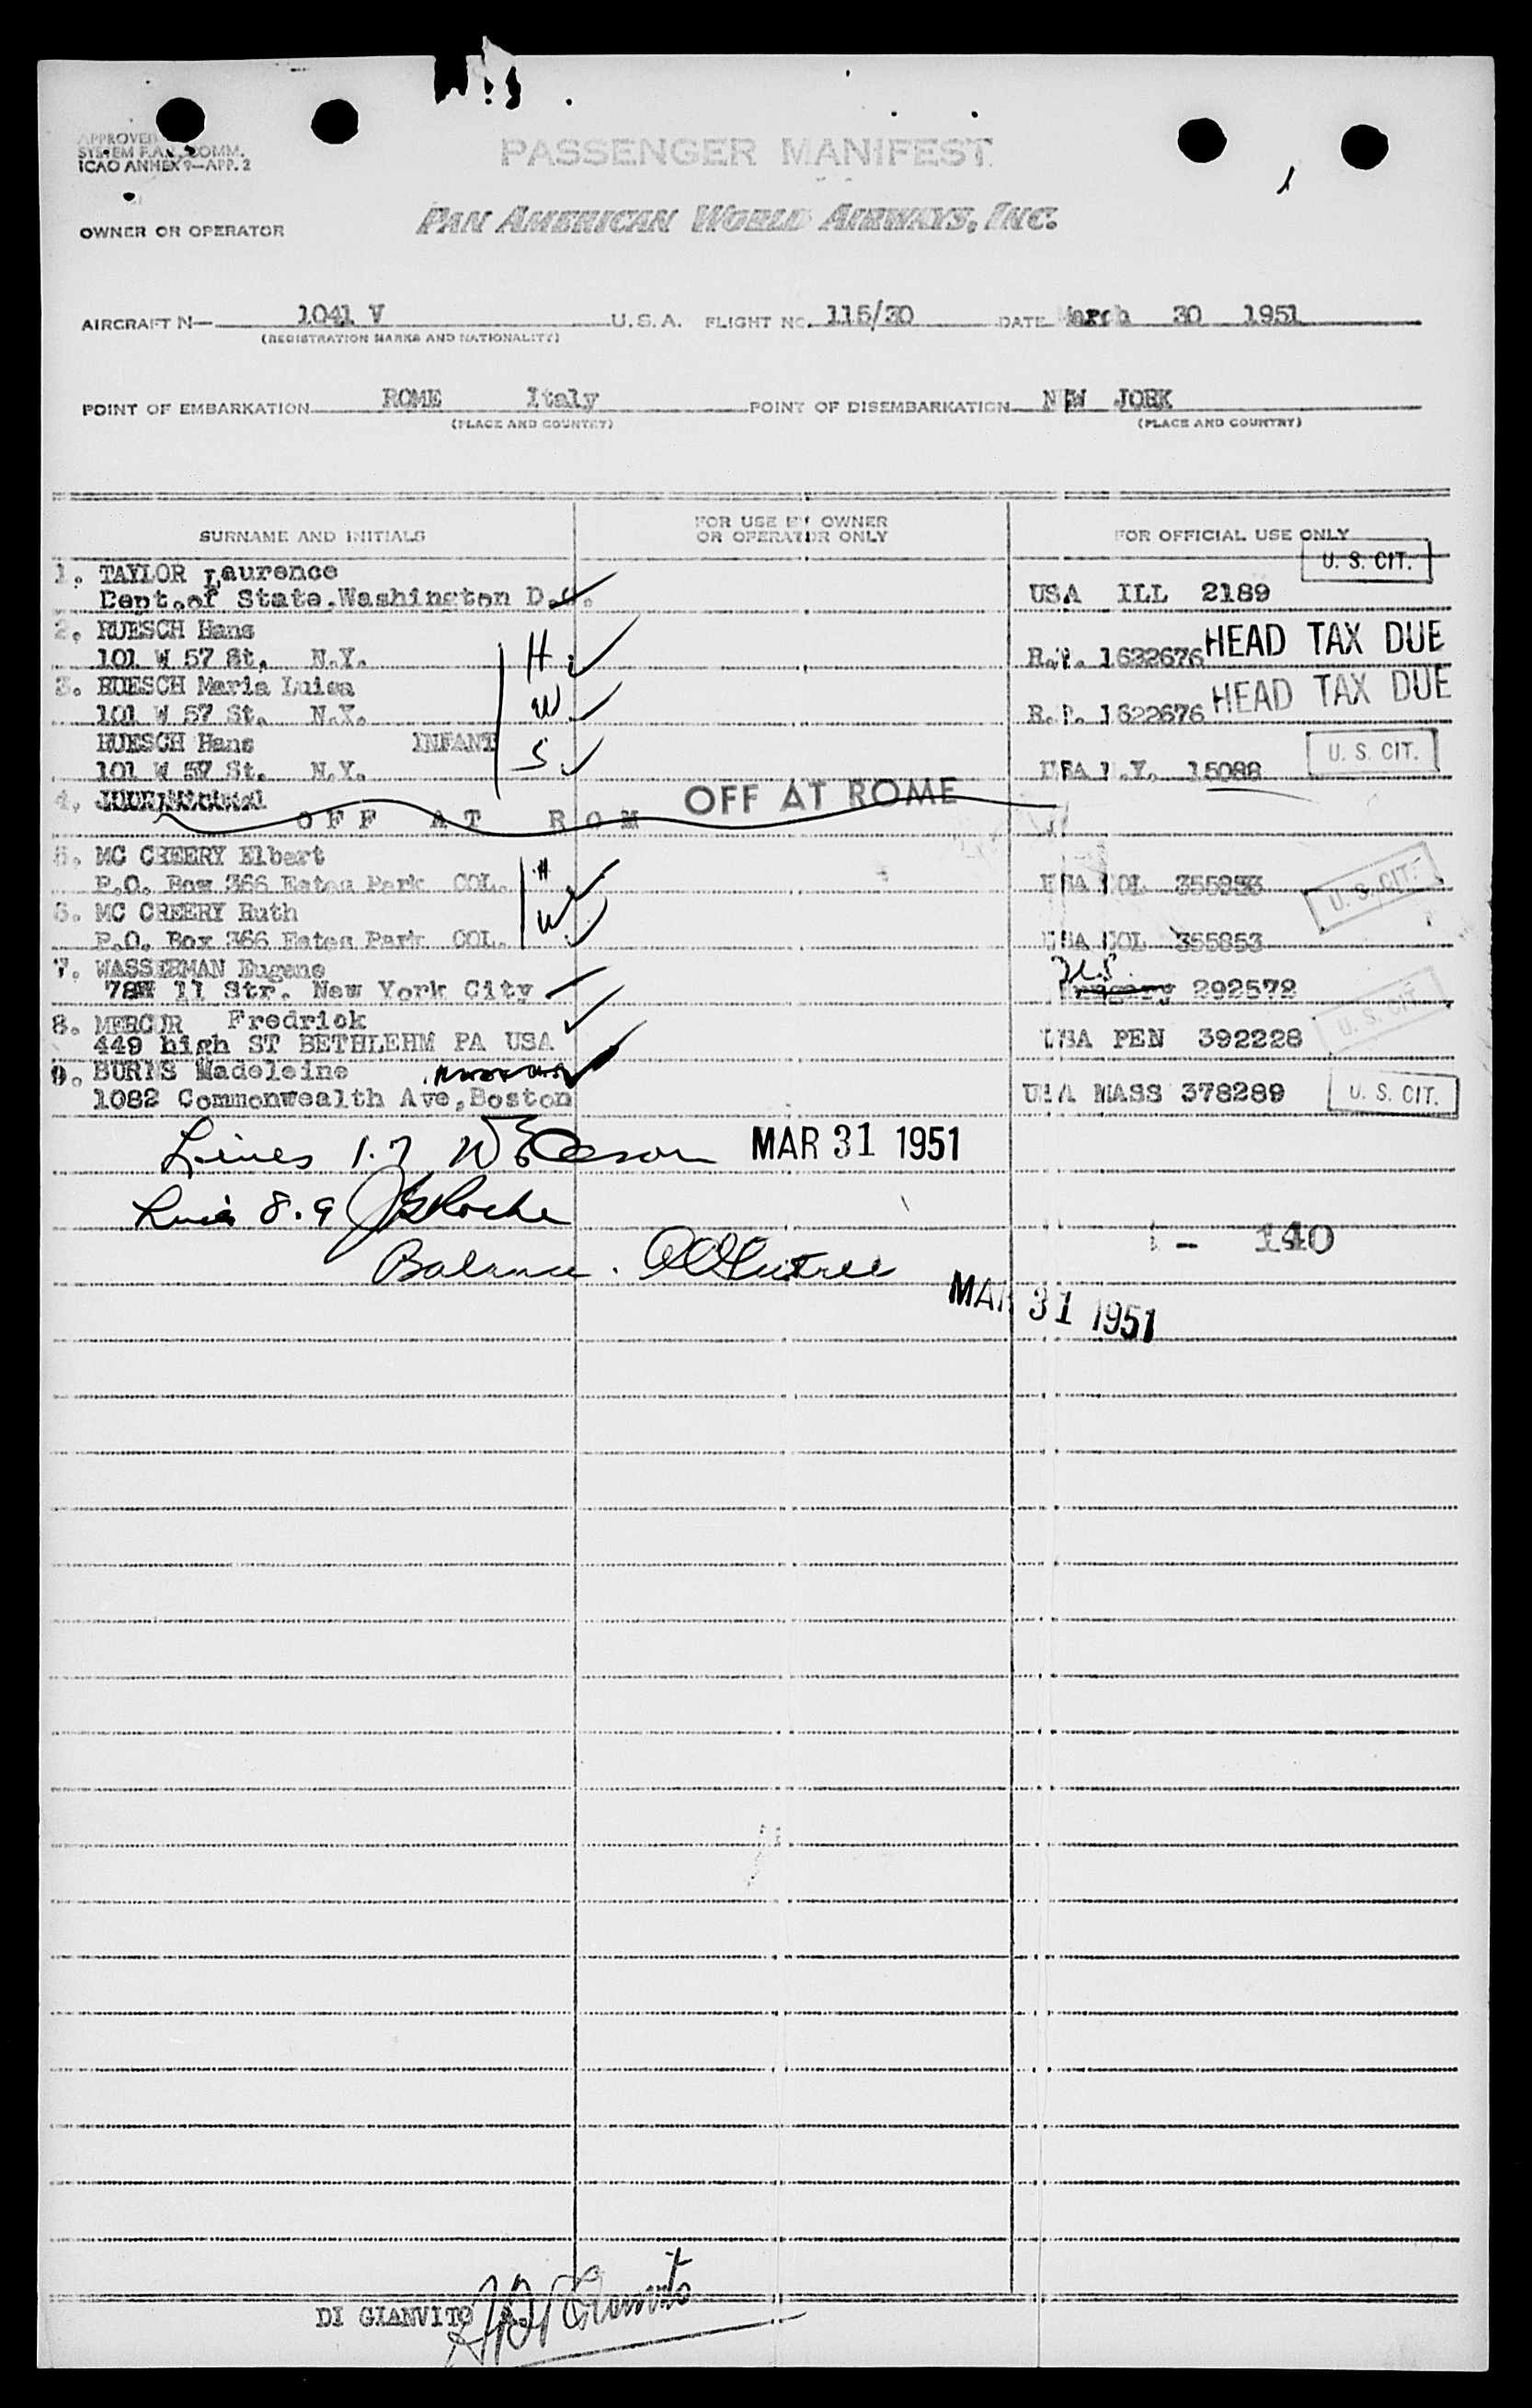 APPROVED
SYSTEM F.A.L. COMM.
ICAO ANNEX 9—APP. 2
PASSENGER MANIFEST
OWNER OR OPERATOR
PAN AMERICAN WORLD AIRWAYS, INC.
AIRCRAFT N— 1041 V U.S.A. FLIGHT NO. 115/30 DATE March 30 1951
(REGISTRATION MARKS AND NATIONALITY)
POINT OF EMBARKATION ROME Italy POINT OF DISEMBARKATION NEW JORK
(PLACE AND COUNTRY) (PLACE AND COUNTRY)
SURNAME AND INITIALS FOR USE BY OWNER OR OPERATOR ONLY FOR OFFICIAL USE ONLY
U. S. CIT.
1. TAYLOR Laurence
Dept.of State.Washington D.C. USA ILL 2189
2. RUESCH Hans
101 W 57 St. N.Y. H R.P. 1622676 HEAD TAX DUE
3. RUESCH Maria Luisa
101 W 57 St. N.Y. W R.P. 1622676 HEAD TAX DUE
RUESCH Hans INFANT
101 W 57 St. N.Y. S USA N.Y. 15088 U. S. CIT.
4.
OFF AT ROM OFF AT ROME
5. MC CREERY Elbert
P.O. Box 366 Estes Park COL. H USA COL 355853 U. S. CIT.
6. MC CREERY Ruth
P.O. Box 366 Estes Park COL. W USA COL 355853
7. WASSERMAN Eugene
78W 11 Str. New York City U.S. Hungary 292572
8. MERCUR Fredrick U. S. CIT.
449 high ST BETHLEHM PA USA USA PEN 392228
9. BURNS Madeleine
1082 Commonwealth Ave,Boston USA MASS 378289 U. S. CIT.
Lines 1.7 MAR 31 1951
Lines 8.9 Roche
- 140
Balance.
MAR 31 1951
DI GIANVITO